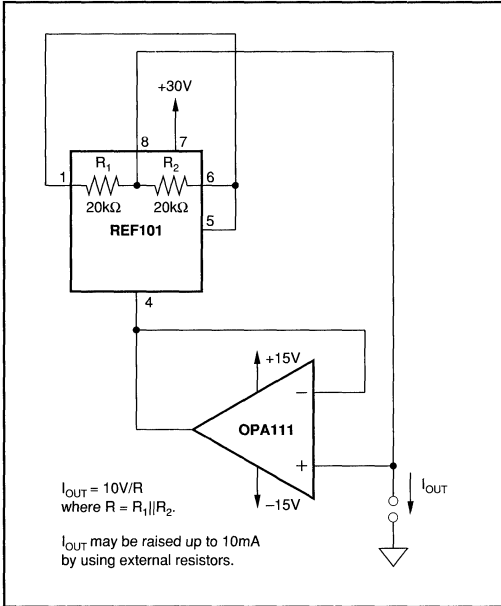 +30V
8
7
R1
R2
1
6
20kΩ
20kΩ
5
REF101
4
+15V
−
OPA111
+
IOUT
−15V
IOUT = 10V/R
where R = R1||R2.
IOUT may be raised up to 10mA
by using external resistors.